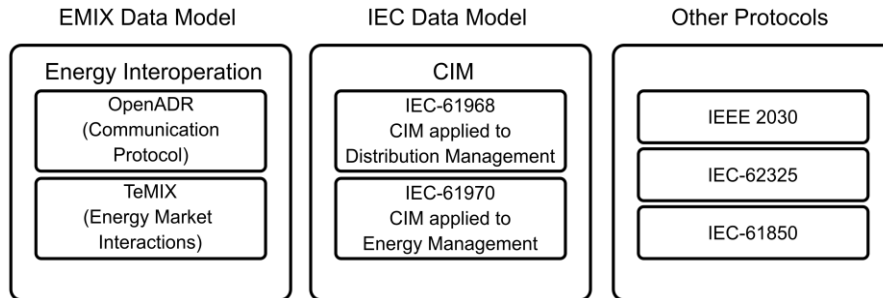 EMIX Data Model
Energy Interoperation
OpenADR
(Communication
Protocol)
TeMIX
(Energy Market
Interactions)
IEC Data Model
CIM
IEC-61968
CIM applied to
Distribution Management
IEC-61970
CIM applied to
Energy Management
Other Protocols
IEEE 2030
IEC-62325
IEC-61850